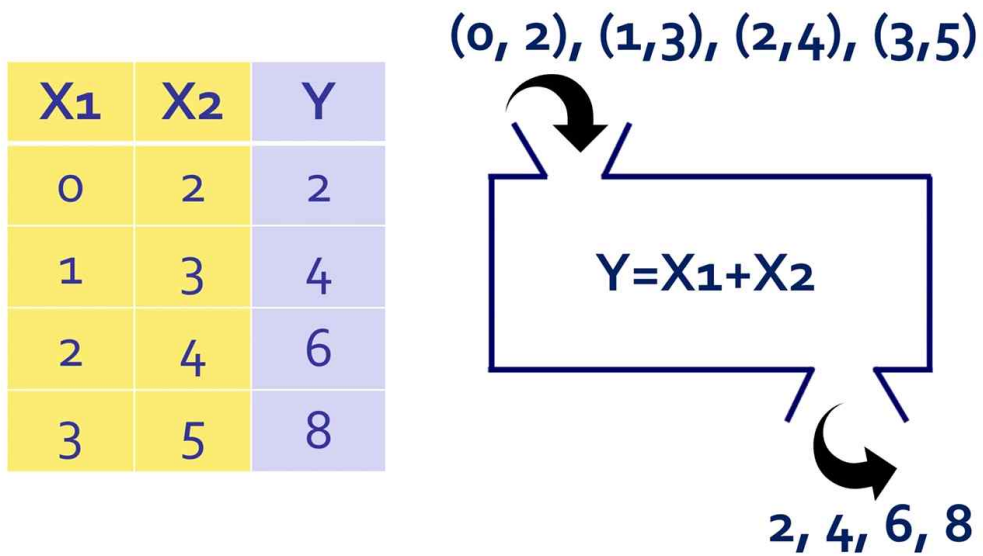 X1 X2 Y
0 2 2
1 3 4
2 4 6
3 5 8
(0, 2), (1,3), (2,4), (3,5)
Y=X1+X2
2, 4, 6, 8